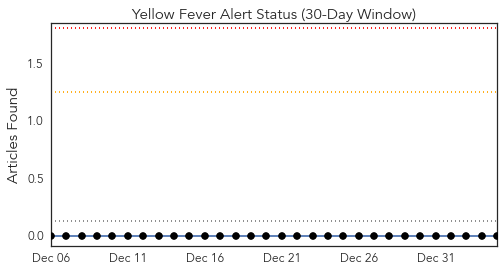 Yellow Fever Alert Status (30-Day Window)
Articles Found
1.5
1.0
0.5
0.0
Dec 06 Dec 11 Dec 16 Dec 21 Dec 26 Dec 31